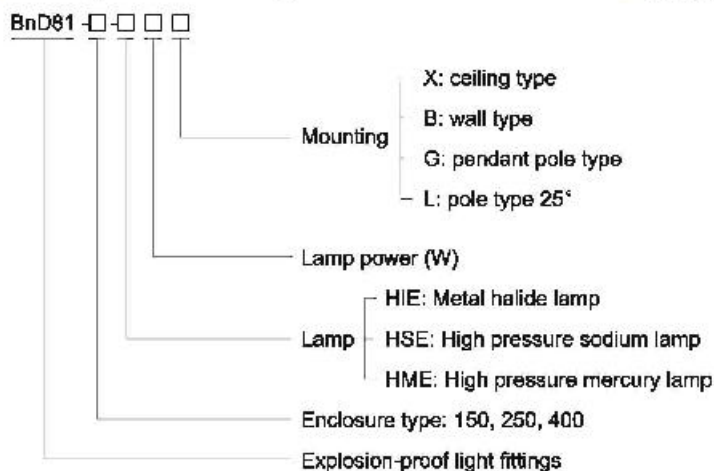 BnD81 -□-□ □ □
X: ceiling type
B: wall type
Mounting
G: pendant pole type
L: pole type 25°
Lamp power (W)
HIE: Metal halide lamp
Lamp
HSE: High pressure sodium lamp
HME: High pressure mercury lamp
Enclosure type: 150, 250, 400
Explosion-proof light fittings